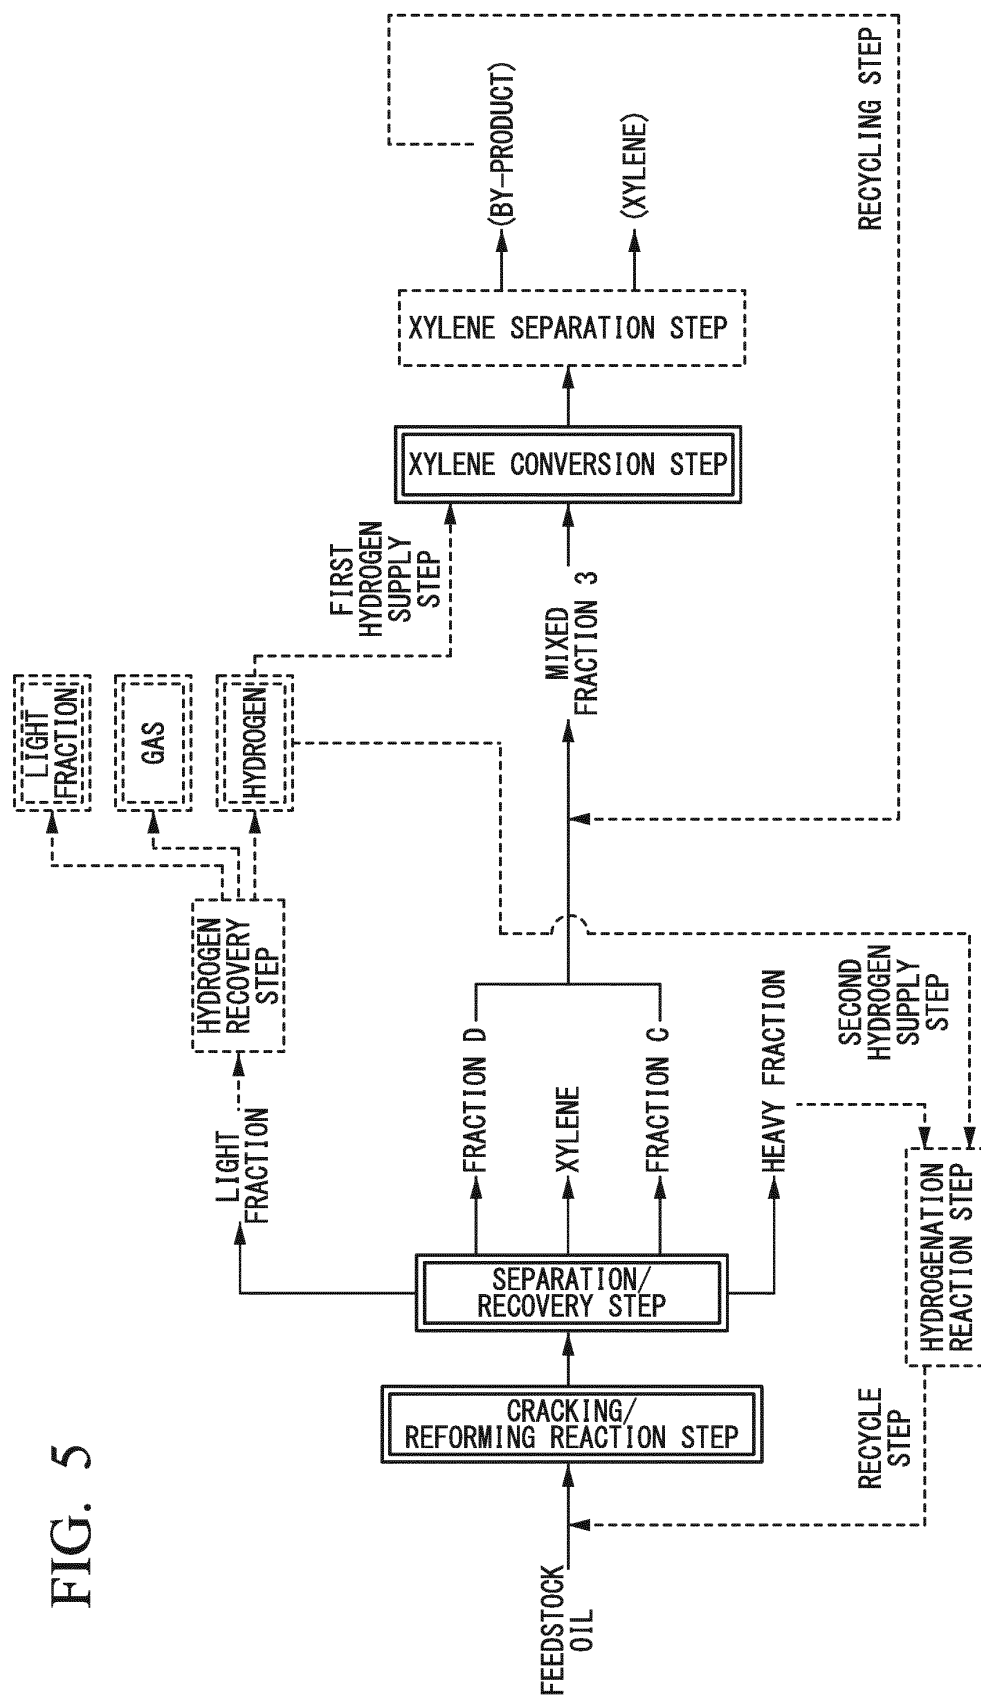 FIG. 5
FEEDSTOCK
OIL
CRACKING/
REFORMING REACTION STEP
SEPARATION/
RECOVERY STEP
LIGHT
FRACTION
FRACTION D
XYLENE
FRACTION C
HEAVY FRACTION
HYDROGEN
RECOVERY
STEP
LIGHT
FRACTION
GAS
HYDROGEN
FIRST
HYDROGEN
SUPPLY
STEP
SECOND
HYDROGEN
SUPPLY
STEP
HYDROGENATION
REACTION STEP
RECYCLE
STEP
MIXED
FRACTION 3
XYLENE CONVERSION STEP
XYLENE SEPARATION STEP
(BY-PRODUCT)
(XYLENE)
RECYCLING STEP